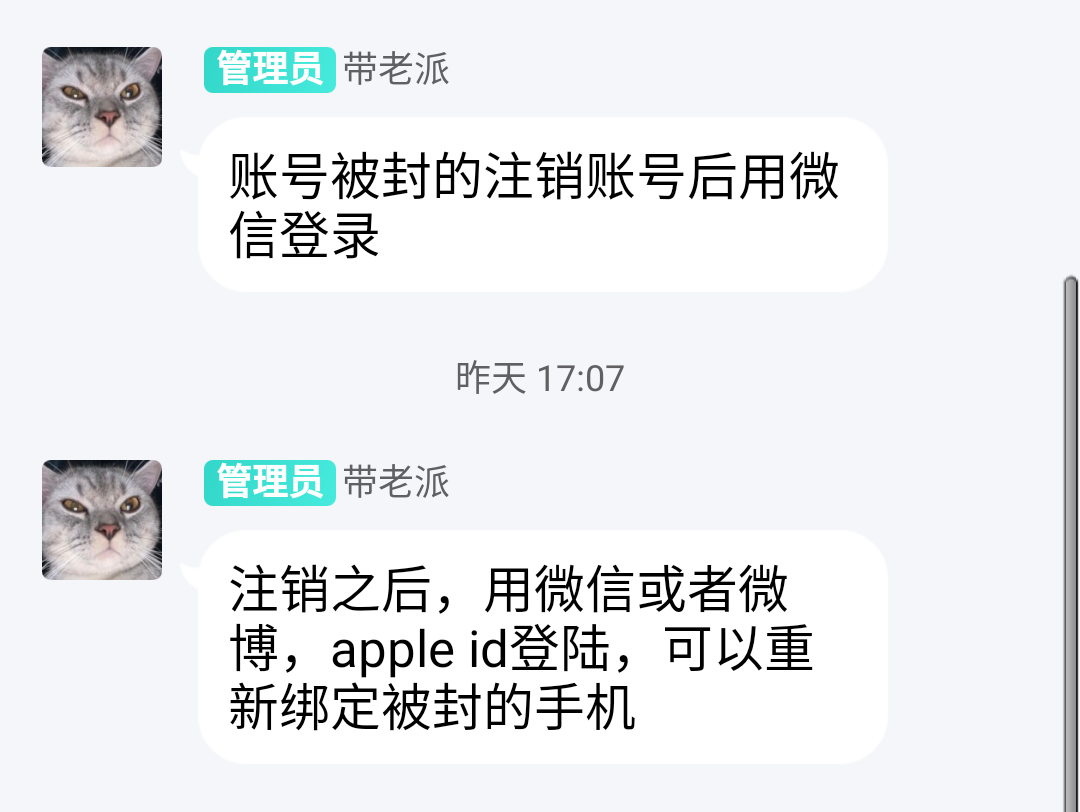 管理员 带老派
账号被封的注销账号后用微
信登录
昨天 17:07
管理员 带老派
注销之后，用微信或者微
博，apple id登陆，可以重
新绑定被封的手机